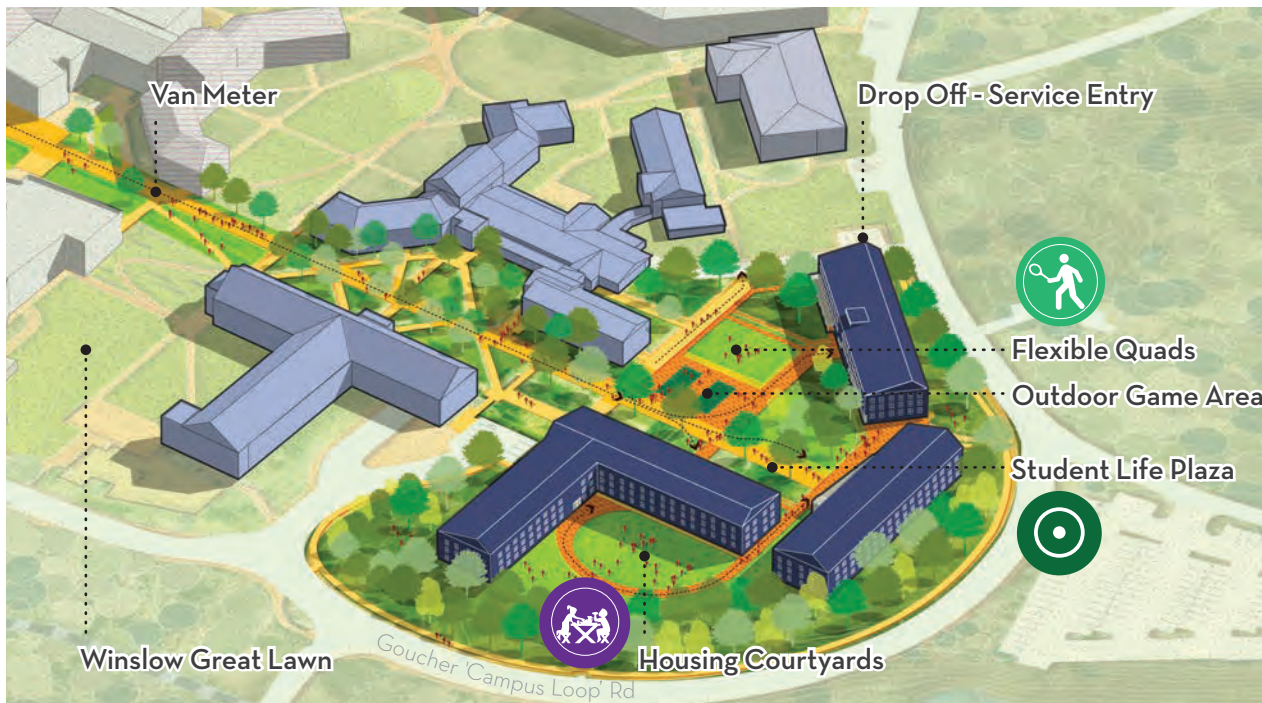 Van Meter
Drop Off - Service Entry
Flexible Quads
Outdoor Game Area
Student Life Plaza
Winslow Great Lawn
Goucher 'Campus Loop' Rd
Housing Courtyards